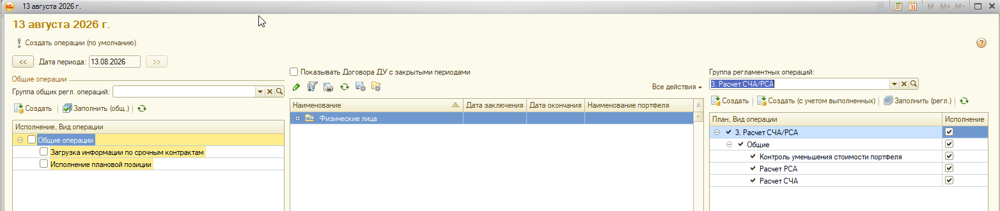 13 августа 2026 г.
M M+ M-
13 августа 2026 г.
Создать операции (по умолчанию)
<< Дата периода: 13.08.2026 >>
Общие операции
Группа общих регл. операций:
Создать Заполнить (общ.)
Исполнение, Вид операции
Общие операции
Загрузка информации по срочным контрактам
Исполнение плановой позиции
Показывать Договора ДУ с закрытыми периодами
Все действия
Наименование Дата заключения Дата окончания Наименование портфеля
Физические лица
Группа регламентных операций:
3. Расчет СЧА/РСА
Создать Создать (с учетом выполненных) Заполнить (регл.)
План, Вид операции Исполнение
3. Расчет СЧА/РСА
Общие
Контроль уменьшения стоимости портфеля
Расчет РСА
Расчет СЧА